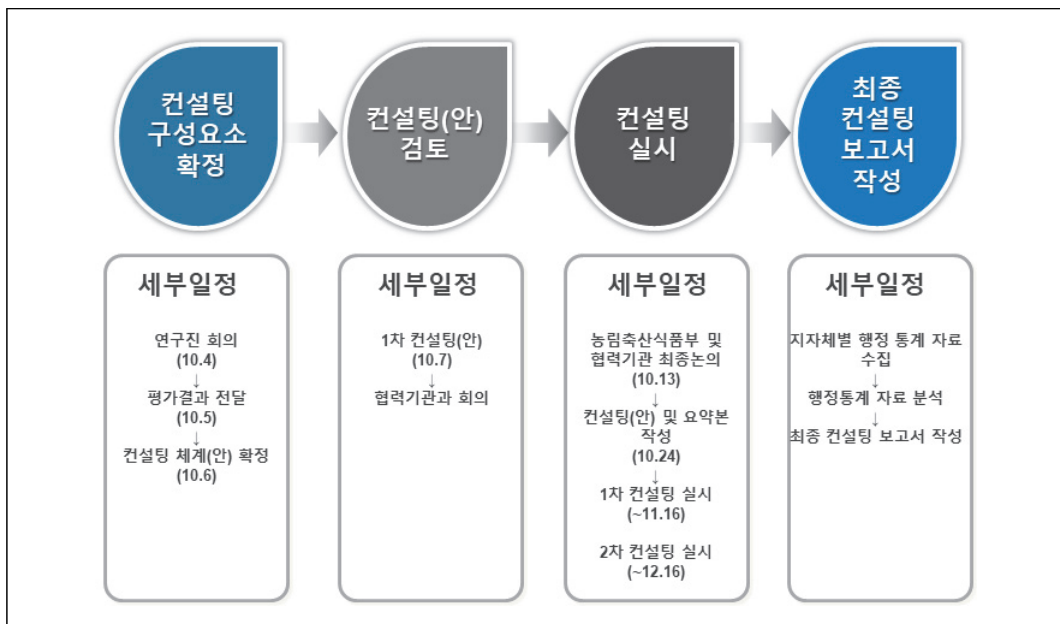 컨설팅
구성요소
확정
컨설팅(안)
검토
컨설팅
실시
최종
컨설팅
보고서
작성
세부일정
연구진 회의
(10.4)
↓
평가결과 전달
(10.5)
↓
컨설팅 체계(안) 확정
(10.6)
세부일정
1차 컨설팅(안)
(10.7)
↓
협력기관과 회의
세부일정
농림축산식품부 및
협력기관 최종논의
(10.13)
↓
컨설팅(안) 및 요약본
작성
(10.24)
↓
1차 컨설팅 실시
(~11.16)
2차 컨설팅 실시
(~12.16)
세부일정
지자체별 행정 통계 자료
수집
↓
행정통계 자료 분석
↓
최종 컨설팅 보고서 작성